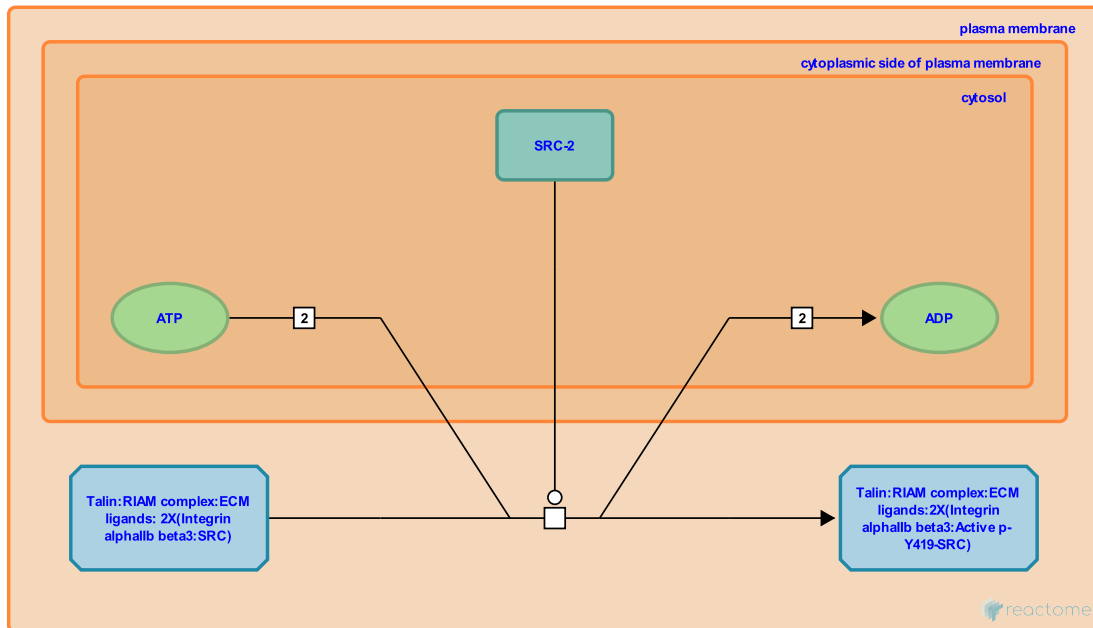 plasma membrane
cytoplasmic side of plasma membrane
cytosol
SRC-2
ATP
2
2
ADP
Talin:RIAM complex:ECM
ligands: 2X(Integrin
alphaIIb beta3:SRC)
Talin:RIAM complex:ECM
ligands:2X(Integrin
alphaIIb beta3:Active p-
Y419-SRC)
reactome